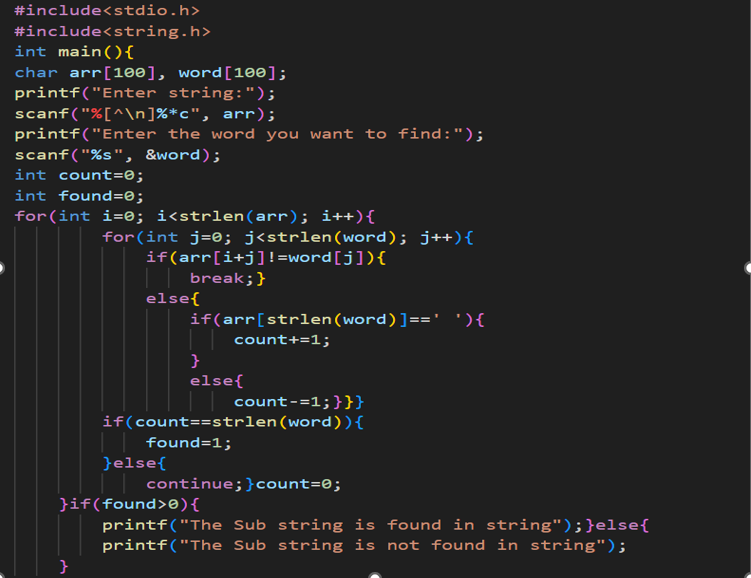 #include<stdio.h>
#include<string.h>
int main(){
char arr[100], word[100];
printf("Enter string:");
scanf("%[^\n]%*c", arr);
printf("Enter the word you want to find:");
scanf("%s", &word);
int count=0;
int found=0;
for(int i=0; i<strlen(arr); i++){
        for(int j=0; j<strlen(word); j++){
            if(arr[i+j]!=word[j]){
                break;}
            else{
                if(arr[strlen(word)]==' '){
                    count+=1;
                }
                else{
                    count-=1;}}}
        if(count==strlen(word)){
            found=1;
        }else{
            continue;}count=0;
    }if(found>0){
        printf("The Sub string is found in string");}else{
        printf("The Sub string is not found in string");
    }